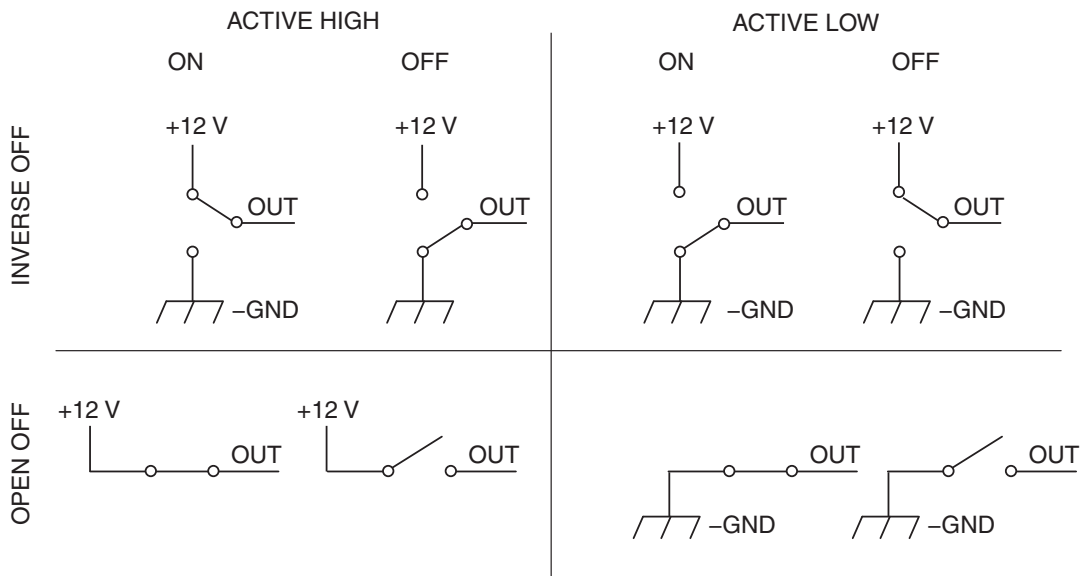 ACTIVE HIGH
ACTIVE LOW
ON
OFF
ON
OFF
INVERSE OFF
+12 V
+12 V
+12 V
+12 V
OUT
OUT
OUT
OUT
–GND
–GND
–GND
OPEN OFF
+12 V
+12 V
OUT
OUT
OUT
OUT
–GND
–GND